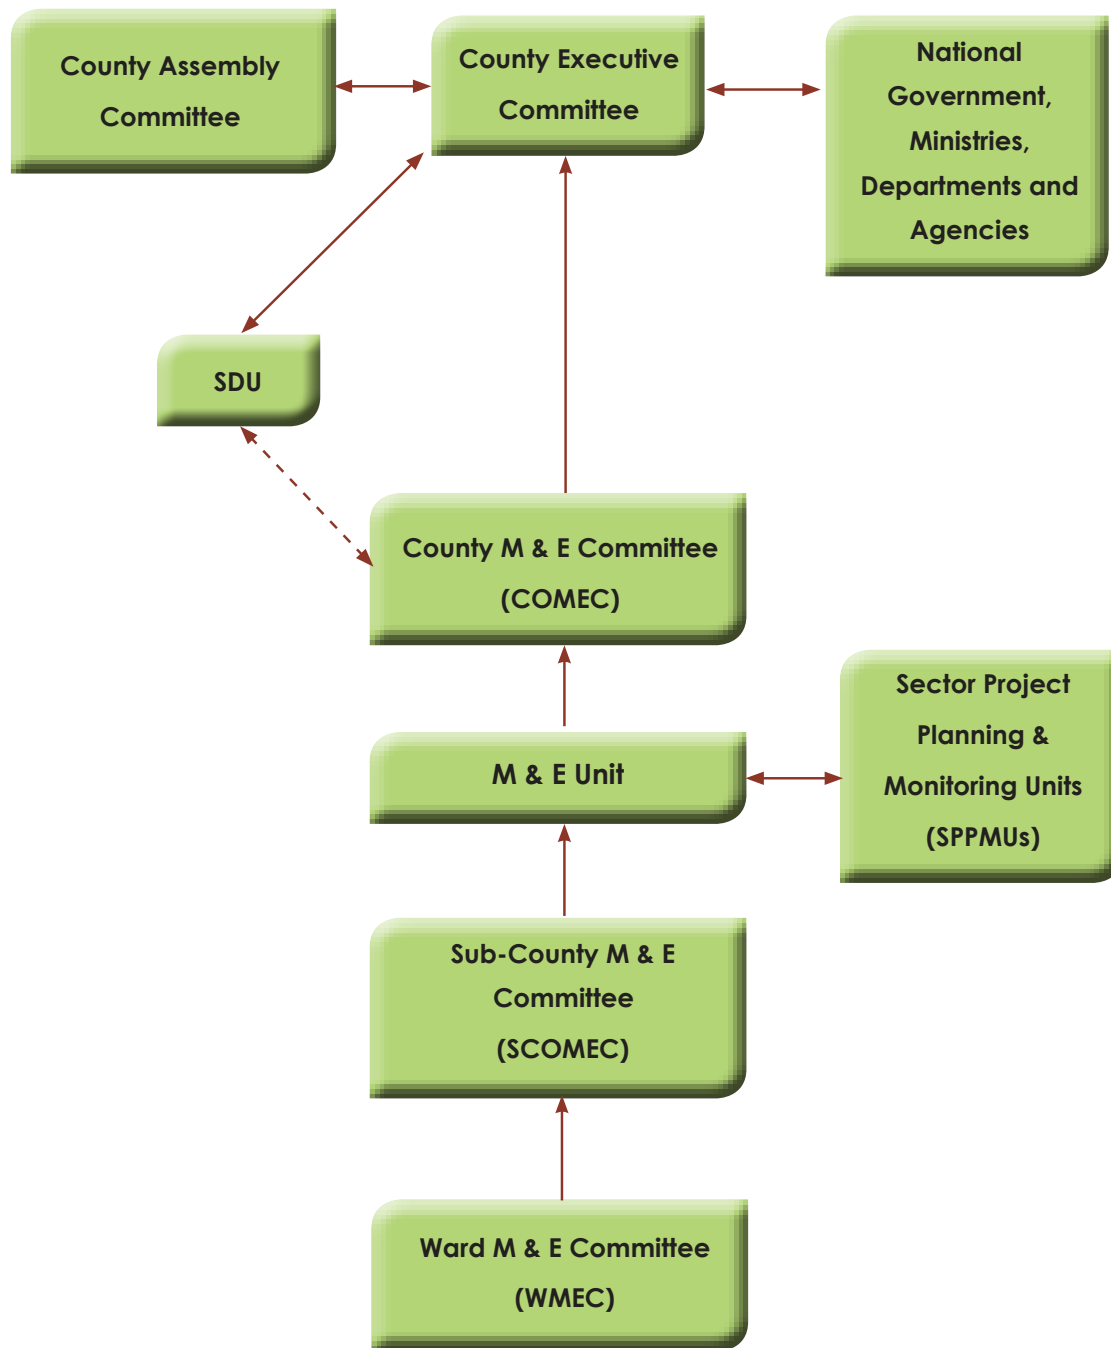 County Assembly
Committee
County Executive
Committee
National
Government,
Ministries,
Departments and
Agencies
SDU
County M & E Committee
(COMEC)
Sector Project
Planning &
Monitoring Units
(SPPMUs)
M & E Unit
Sub-County M & E
Committee
(SCOMEC)
Ward M & E Committee
(WMEC)